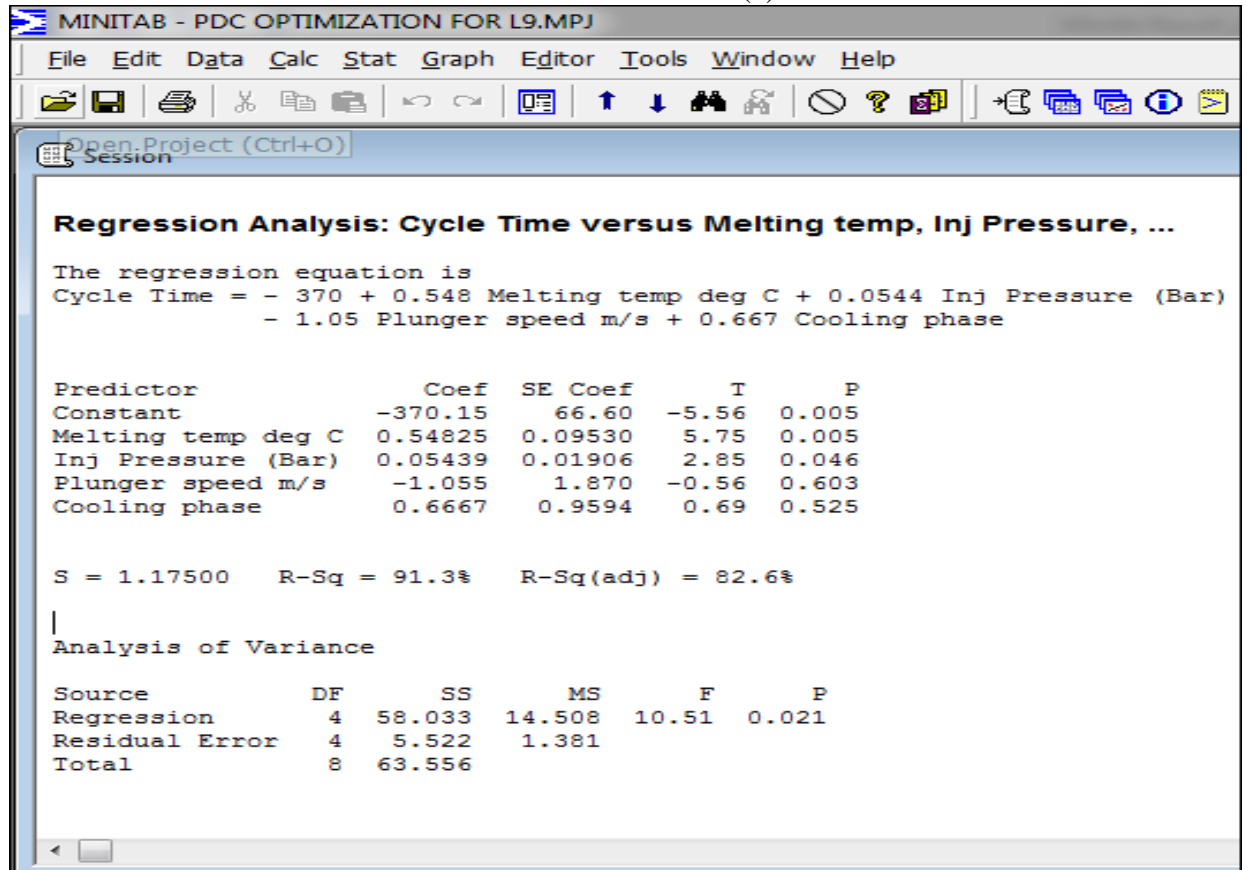 MINITAB - PDC OPTIMIZATION FOR L9.MPJ
File Edit Data Calc Stat Graph Editor Tools Window Help
Open Project (Ctrl+O)
Session
Regression Analysis: Cycle Time versus Melting temp, Inj Pressure, ...
The regression equation is
Cycle Time = - 370 + 0.548 Melting temp deg C + 0.0544 Inj Pressure (Bar)
- 1.05 Plunger speed m/s + 0.667 Cooling phase
Predictor Coef SE Coef T P
Constant -370.15 66.60 -5.56 0.005
Melting temp deg C 0.54825 0.09530 5.75 0.005
Inj Pressure (Bar) 0.05439 0.01906 2.85 0.046
Plunger speed m/s -1.055 1.870 -0.56 0.603
Cooling phase 0.6667 0.9594 0.69 0.525
S = 1.17500 R-Sq = 91.3% R-Sq(adj) = 82.6%
Analysis of Variance
Source DF SS MS F P
Regression 4 58.033 14.508 10.51 0.021
Residual Error 4 5.522 1.381
Total 8 63.556